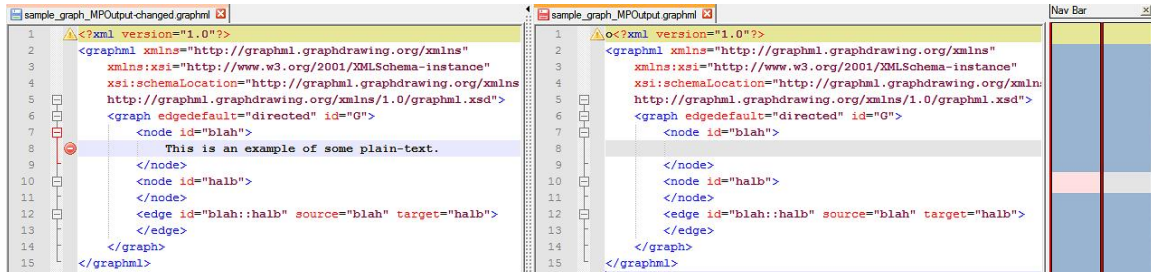 sample_graph_MPOutput-changed.graphml
1 <?xml version="1.0"?>
2 <graphml xmlns="http://graphml.graphdrawing.org/xmlns"
3 xmlns:xsi="http://www.w3.org/2001/XMLSchema-instance"
4 xsi:schemaLocation="http://graphml.graphdrawing.org/xmlns
5 http://graphml.graphdrawing.org/xmlns/1.0/graphml.xsd">
6 <graph edgedefault="directed" id="G">
7 <node id="blah">
8 This is an example of some plain-text.
9 </node>
10 <node id="halb">
11 </node>
12 <edge id="blah::halb" source="blah" target="halb">
13 </edge>
14 </graph>
15 </graphml>
sample_graph_MPOutput.graphml
1 o<?xml version="1.0"?>
2 <graphml xmlns="http://graphml.graphdrawing.org/xmlns"
3 xmlns:xsi="http://www.w3.org/2001/XMLSchema-instance"
4 xsi:schemaLocation="http://graphml.graphdrawing.org/xmln
5 http://graphml.graphdrawing.org/xmlns/1.0/graphml.xsd">
6 <graph edgedefault="directed" id="G">
7 <node id="blah">
8
9 </node>
10 <node id="halb">
11 </node>
12 <edge id="blah::halb" source="blah" target="halb">
13 </edge>
14 </graph>
15 </graphml>
Nav Bar